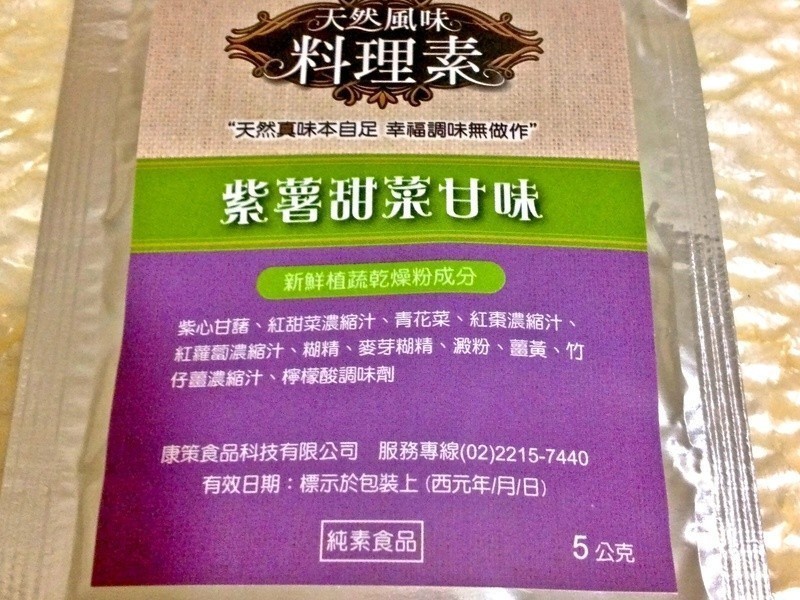 天然風味
料理素
“天然真味本自足 幸福調味無做作”
紫薯甜菜甘味
新鮮植蔬乾燥粉成分
紫心甘藷、紅甜菜濃縮汁、青花菜、紅棗濃縮汁、
紅蘿蔔濃縮汁、糊精、麥芽糊精、澱粉、薑黃、竹
仔薑濃縮汁、檸檬酸調味劑
康策食品科技有限公司 服務專線(02)2215-7440
有效日期：標示於包裝上 (西元年/月/日)
純素食品
5 公克